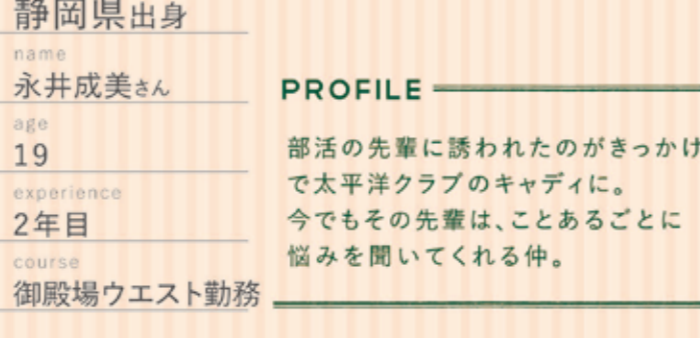 静岡県出身
name
永井成美さん
age
19
experience
2年目
course
御殿場ウエスト勤務
PROFILE
部活の先輩に誘われたのがきっかけ
で太平洋クラブのキャディに。
今でもその先輩は、ことあるごとに
悩みを聞いてくれる仲。